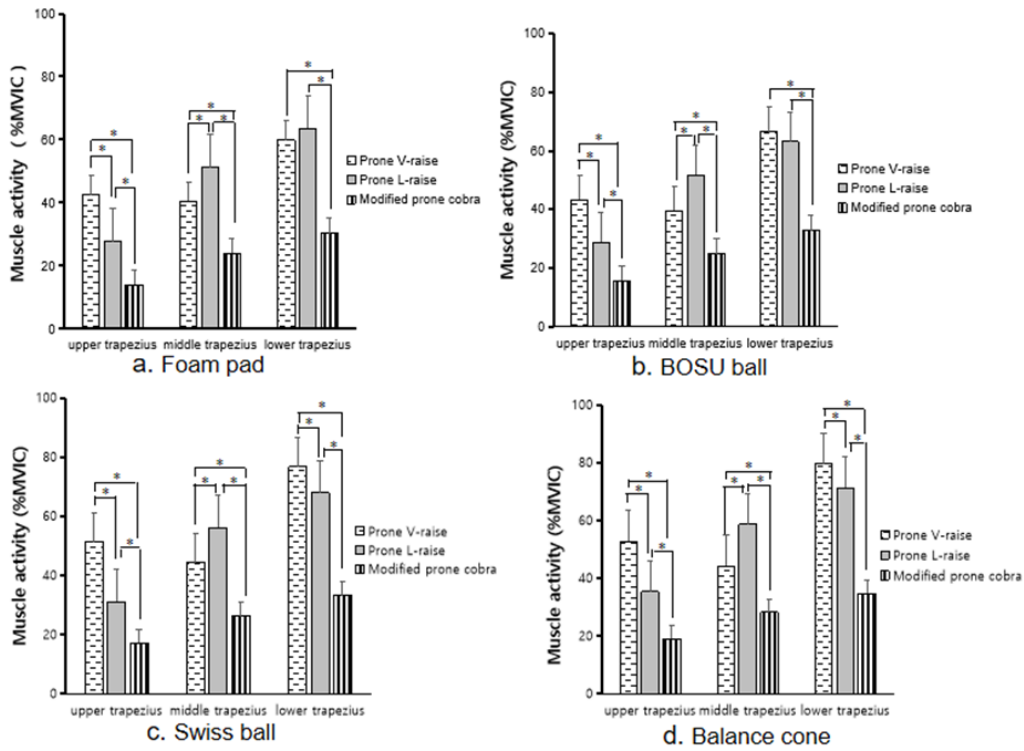 100
80
60
40
20
0
Muscle activity ( %MVIC )
* * * * * * * *
Prone V-raise
Prone L-raise
Modified prone cobra
upper trapezius middle trapezius lower trapezius
a. Foam pad
100
80
60
40
20
0
Muscle activity (%MVIC)
* * * * * * * *
Prone V-raise
Prone L-raise
Modified prone cobra
upper trapezius middle trapezius lower trapezius
b. BOSU ball
100
80
60
40
20
0
Muscle activity (%MVIC)
* * * * * * * * *
Prone V-raise
Prone L-raise
Modified prone cobra
upper trapezius middle trapezius lower trapezius
c. Swiss ball
100
80
60
40
20
0
Muscle activity (%MVIC)
* * * * * * * * *
Prone V-raise
Prone L-raise
Modified prone cobra
upper trapezius middle trapezius lower trapezius
d. Balance cone